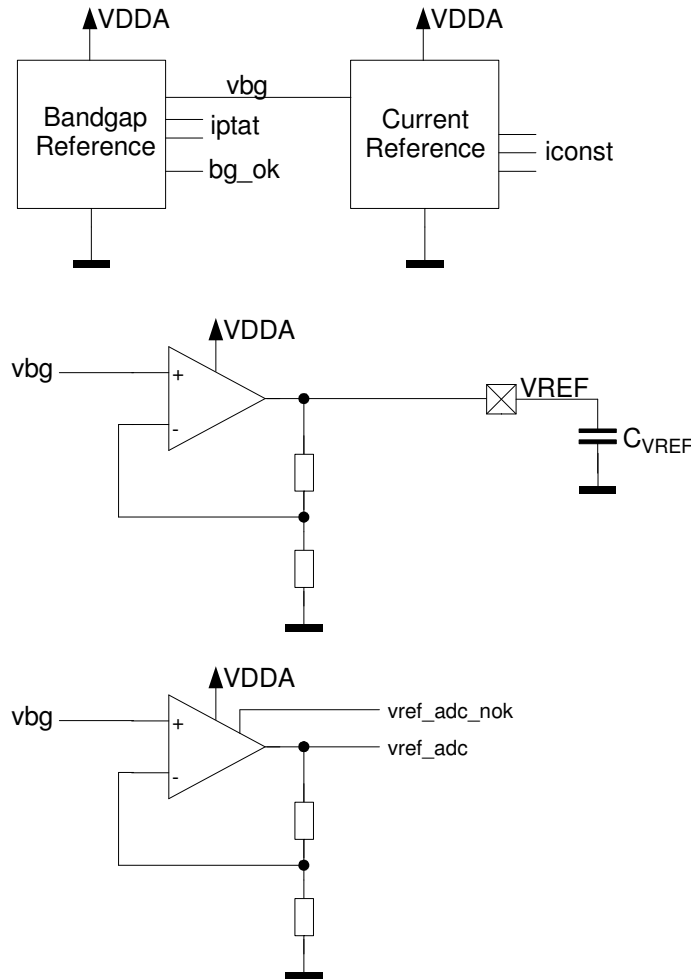 VDDA
VDDA
vbg
Bandgap
Reference
iptat
bg_ok
Current
Reference
iconst
VDDA
vbg
+
-
VREF
CVREF
VDDA
vbg
+
-
vref_adc_nok
vref_adc